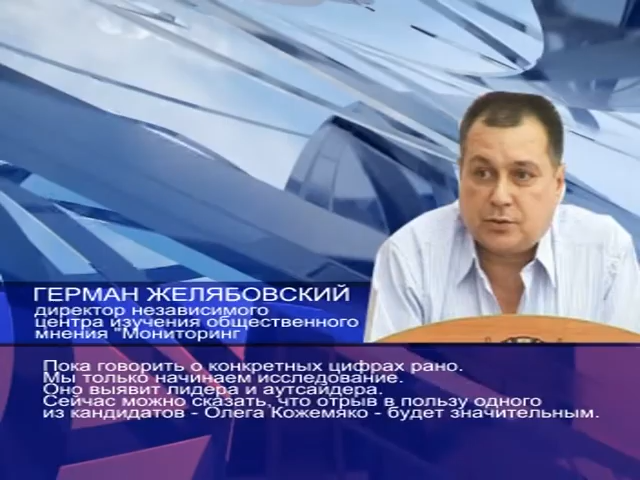 ГЕРМАН ЖЕЛЯБОВСКИЙ
директор независимого
центра изучения общественного
мнения "Мониторинг
Пока говорить о конкретных цифрах рано.
Мы только начинаем исследование.
Оно выявит лидера и аутсайдера.
Сейчас можно сказать, что отрыв в пользу одного
из кандидатов - Олега Кожемяко - будет значительным.